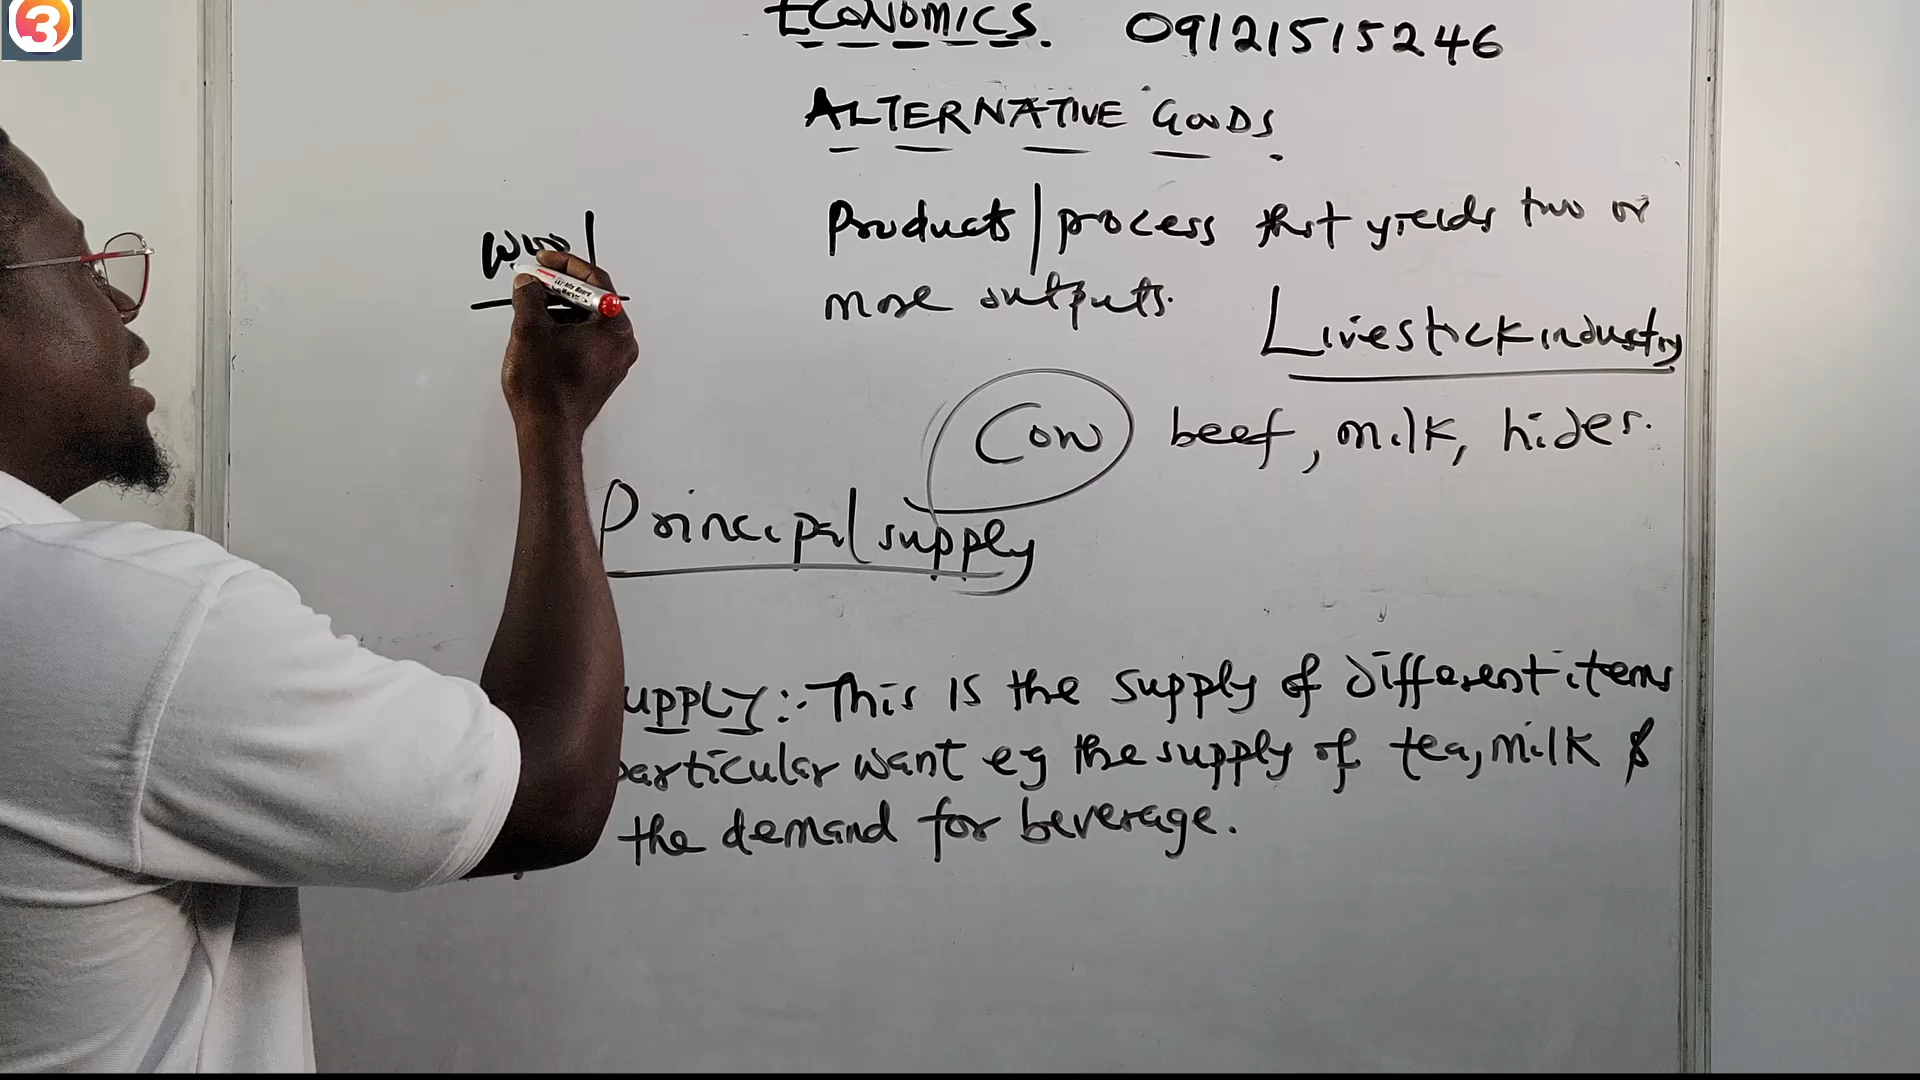 3
ECONOMICS. 09121515246
ALTERNATIVE GOODS.
Products/process that yields two or
more outputs.
Livestick industry
Cow beef, milk, hides.
Principal supply
wool
UPPLY:- This is the supply of different items
particular want eg the supply of tea, milk &
the demand for beverage.